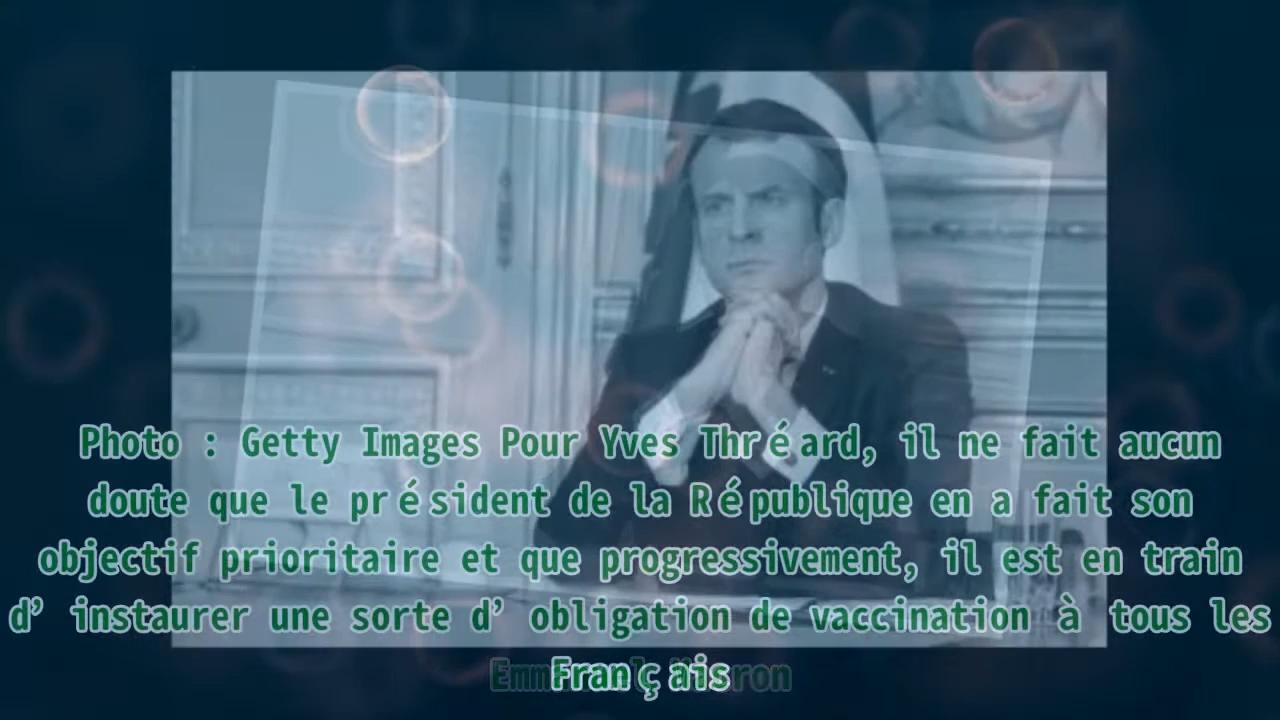 Photo : Getty Images Pour Yves Thréard, il ne fait aucun
doute que le président de la République en a fait son
objectif prioritaire et que progressivement, il est en train
d’ instaurer une sorte d’ obligation de vaccination à tous les
Français